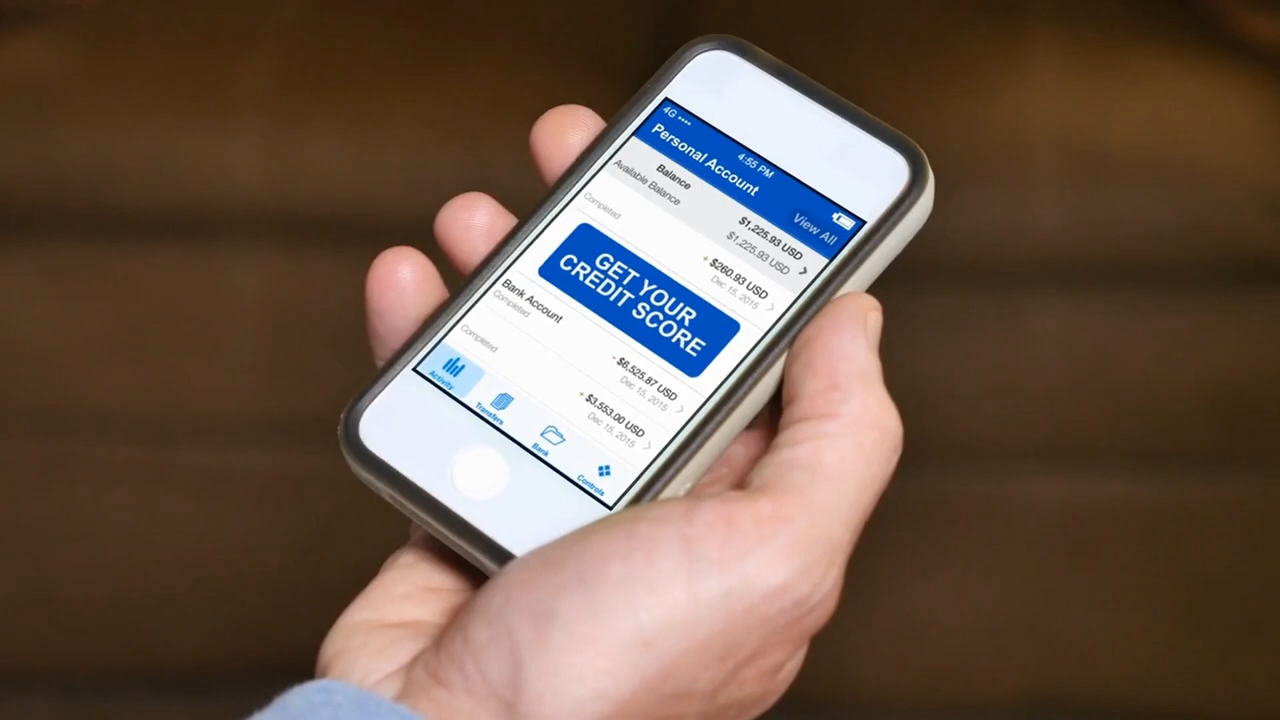 4G
4:55 PM
Personal Account
View All
Balance
$1,225.93 USD
Available Balance
$1,225.93 USD
Completed
+ $260.93 USD
Dec 15, 2015
GET YOUR
CREDIT SCORE
Bank Account
Completed
- $6,525.87 USD
Dec 15, 2015
Completed
+ $3,553.00 USD
Dec 15, 2015
Activity
Transfers
Bank
Controls